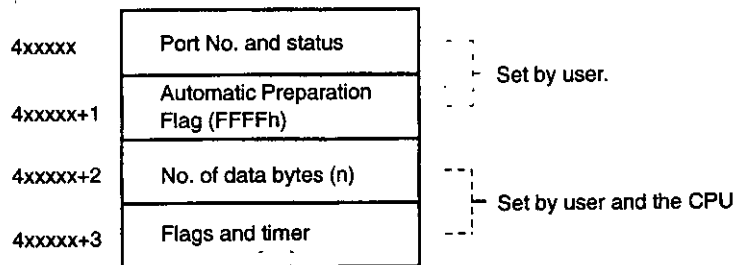 4xxxxx Port No. and status
Set by user.
4xxxxx+1 Automatic Preparation
Flag (FFFFh)
4xxxxx+2 No. of data bytes (n)
Set by user and the CPU
4xxxxx+3 Flags and timer